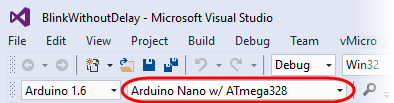 BlinkWithoutDelay - Microsoft Visual Studio
File Edit View Project Build Debug Team vMicro
Debug Win32
Arduino 1.6 Arduino Nano w/ ATmega328